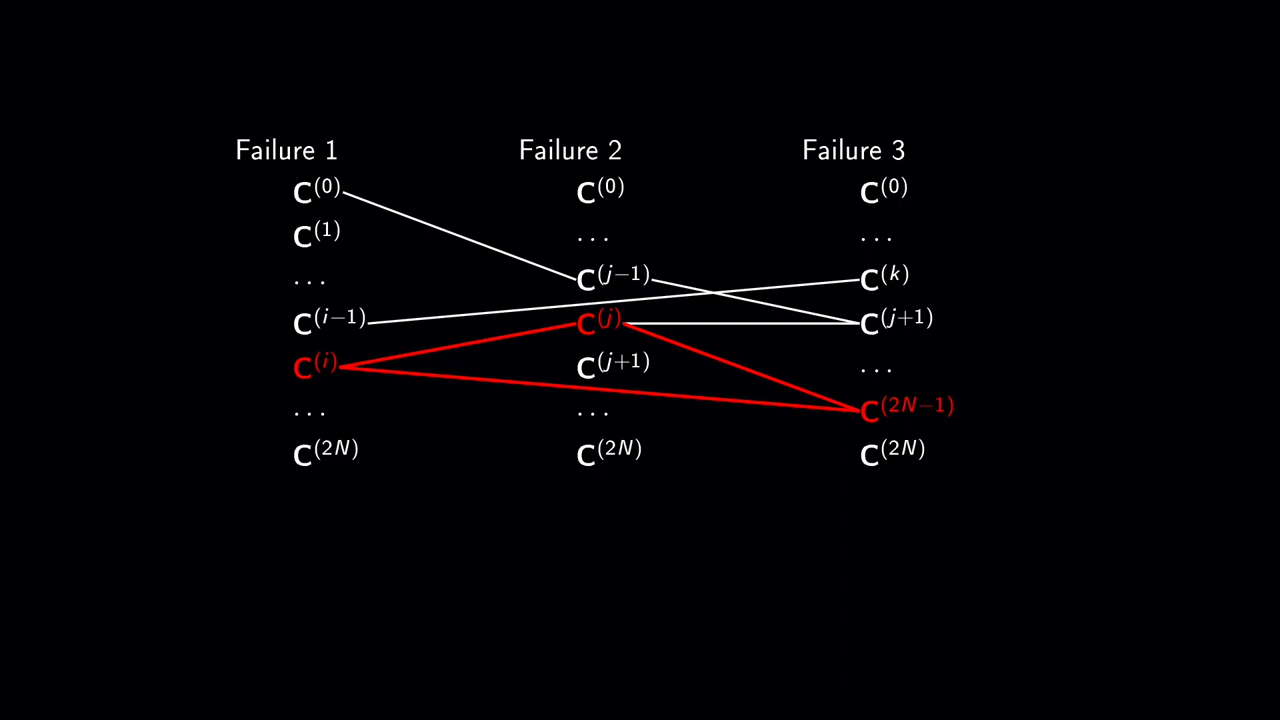 Failure 1 Failure 2 Failure 3
C^(0) C^(0) C^(0)
C^(1) ... ...
... C^(j−1) C^(k)
C^(i−1) C^(j) C^(j+1)
C^(i) C^(j+1) ...
... ... C^(2N−1)
C^(2N) C^(2N) C^(2N)